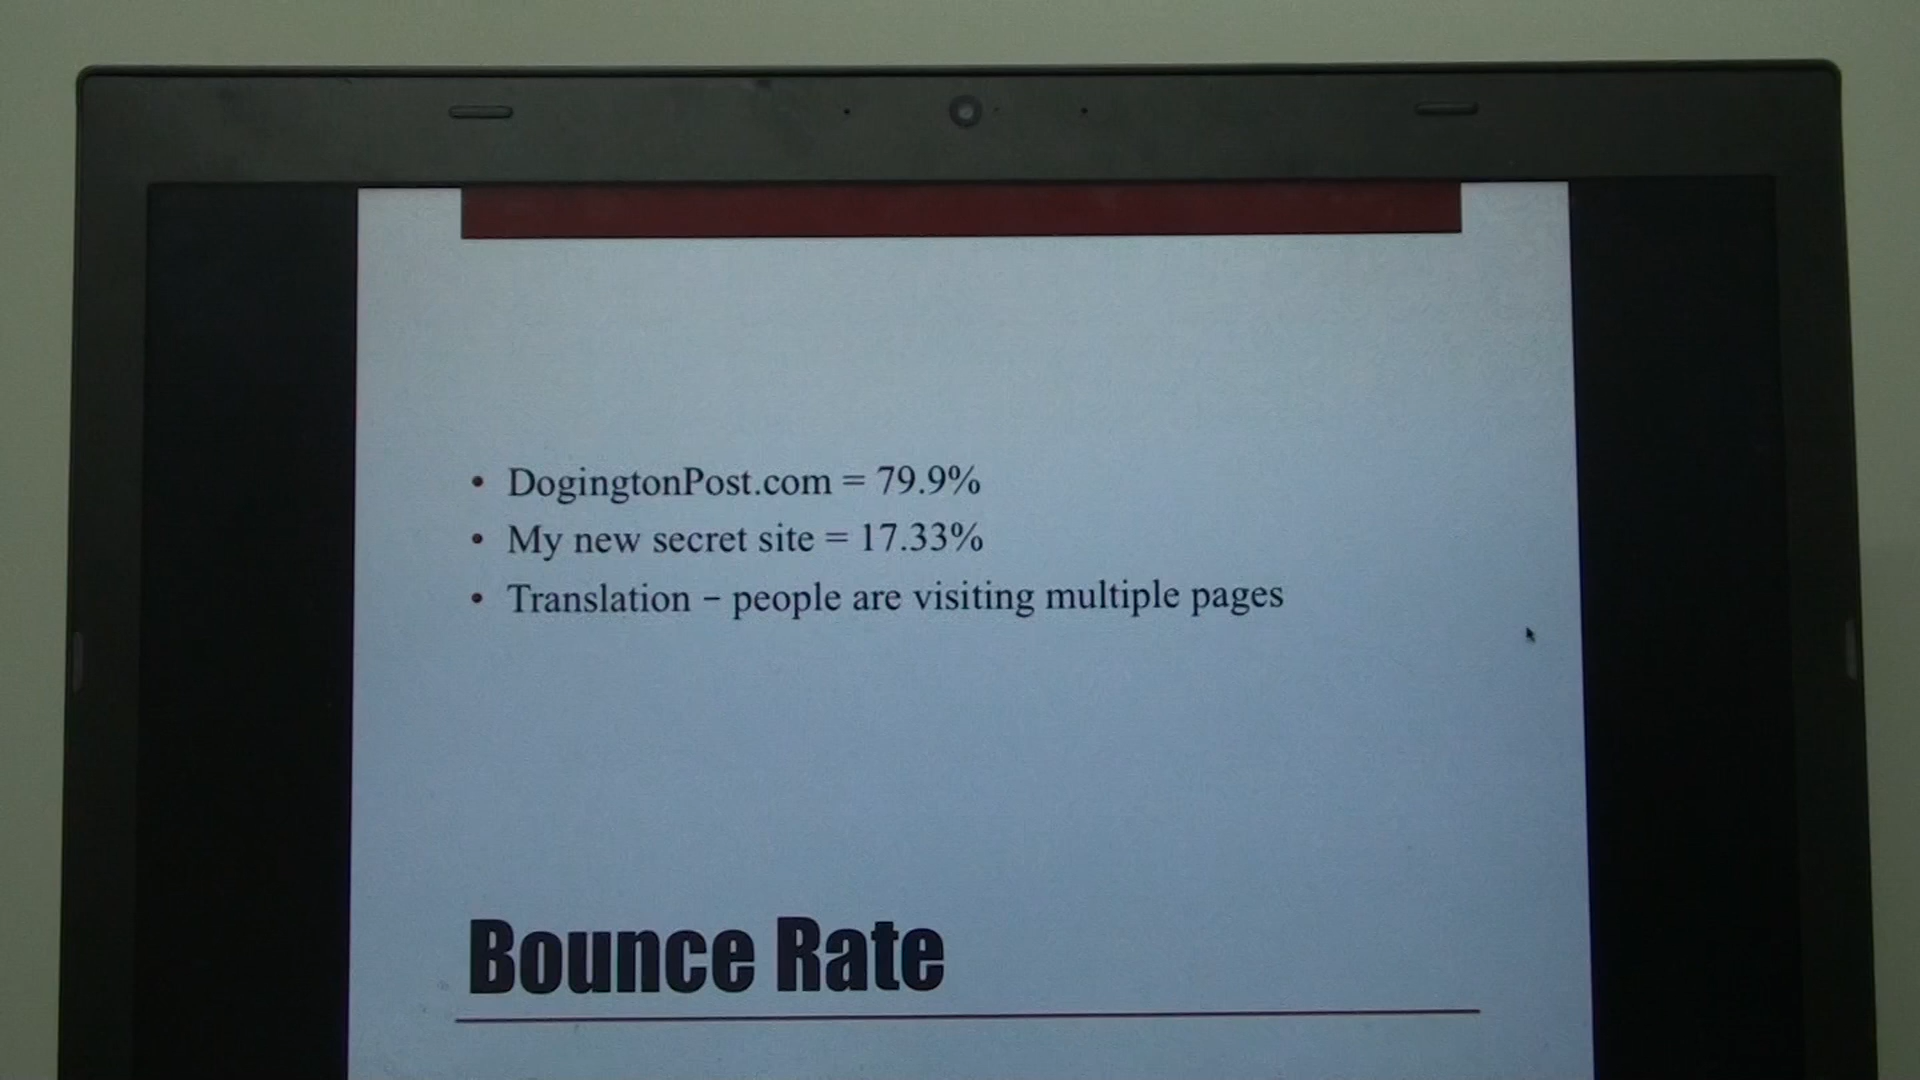 • DogingtonPost.com = 79.9%
• My new secret site = 17.33%
• Translation – people are visiting multiple pages
Bounce Rate